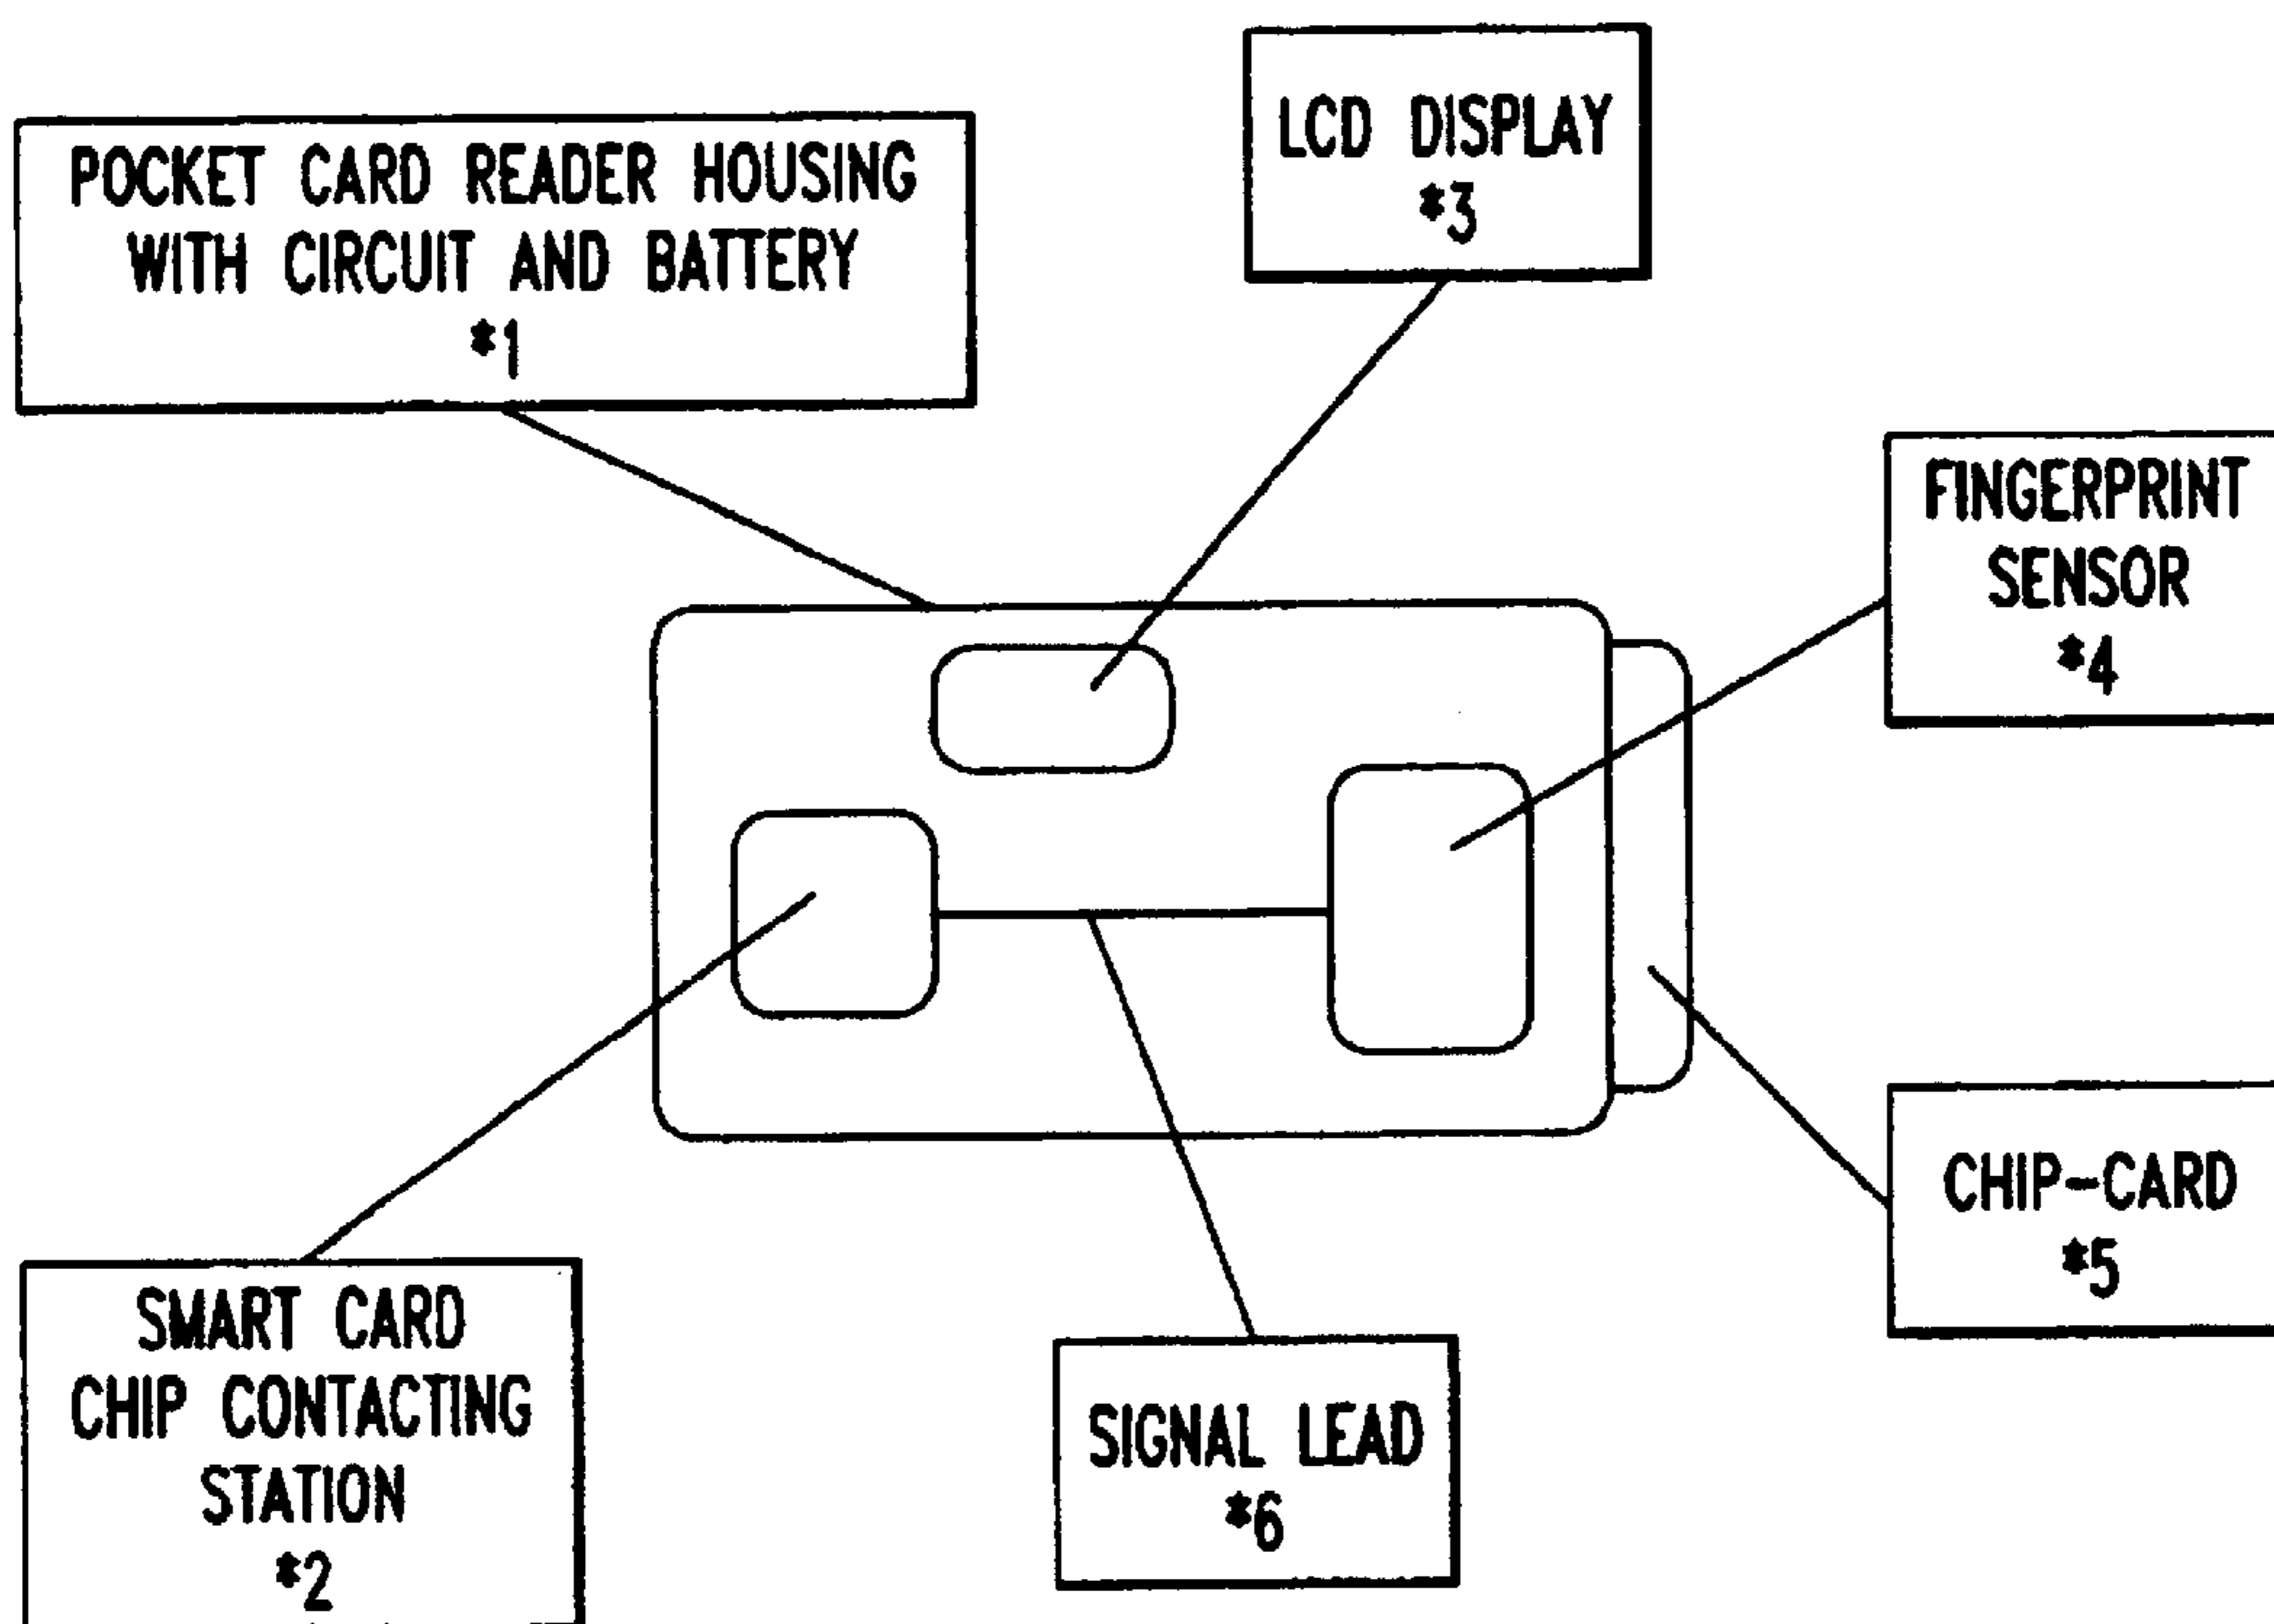 POCKET CARD READER HOUSING
WITH CIRCUIT AND BATTERY
*1
LCD DISPLAY
*3
FINGERPRINT
SENSOR
*4
CHIP-CARD
*5
SMART CARD
CHIP CONTACTING
STATION
*2
SIGNAL LEAD
*6